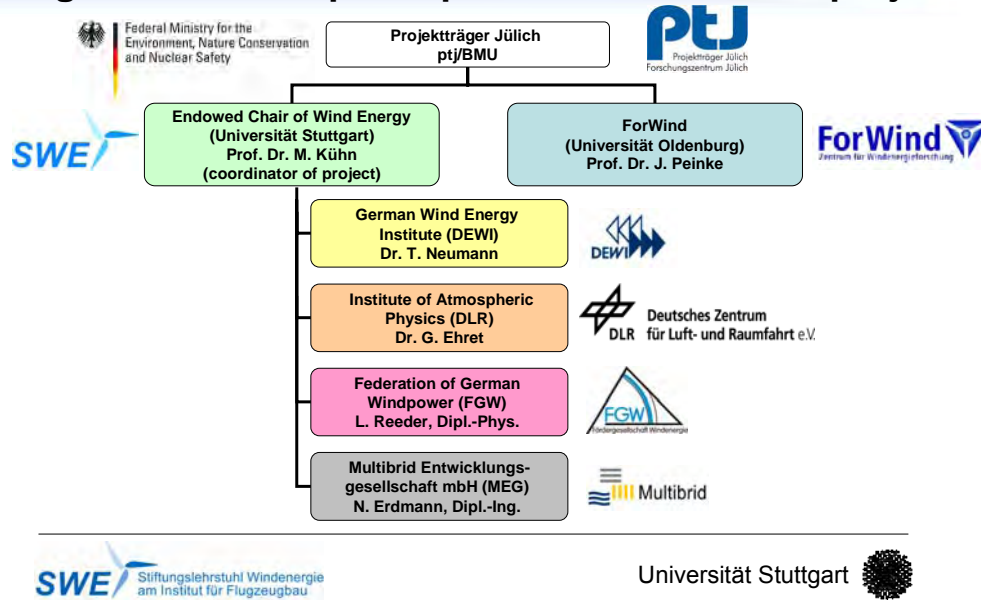 Federal Ministry for the
Environment, Nature Conservation
and Nuclear Safety
Projektträger Jülich
ptj/BMU
ptj
Projektträger Jülich
Forschungszentrum Jülich
SWE
Endowed Chair of Wind Energy
(Universität Stuttgart)
Prof. Dr. M. Kühn
(coordinator of project)
ForWind
(Universität Oldenburg)
Prof. Dr. J. Peinke
ForWind
Zentrum für Windenergieforschung
German Wind Energy
Institute (DEWI)
Dr. T. Neumann
DEWI
Institute of Atmospheric
Physics (DLR)
Dr. G. Ehret
DLR
Deutsches Zentrum
für Luft- und Raumfahrt e.V.
Federation of German
Windpower (FGW)
L. Reeder, Dipl.-Phys.
FGW
Fördergesellschaft Windenergie
Multibrid Entwicklungs-
gesellschaft mbH (MEG)
N. Erdmann, Dipl.-Ing.
Multibrid
SWE
Stiftungslehrstuhl Windenergie
am Institut für Flugzeugbau
Universität Stuttgart